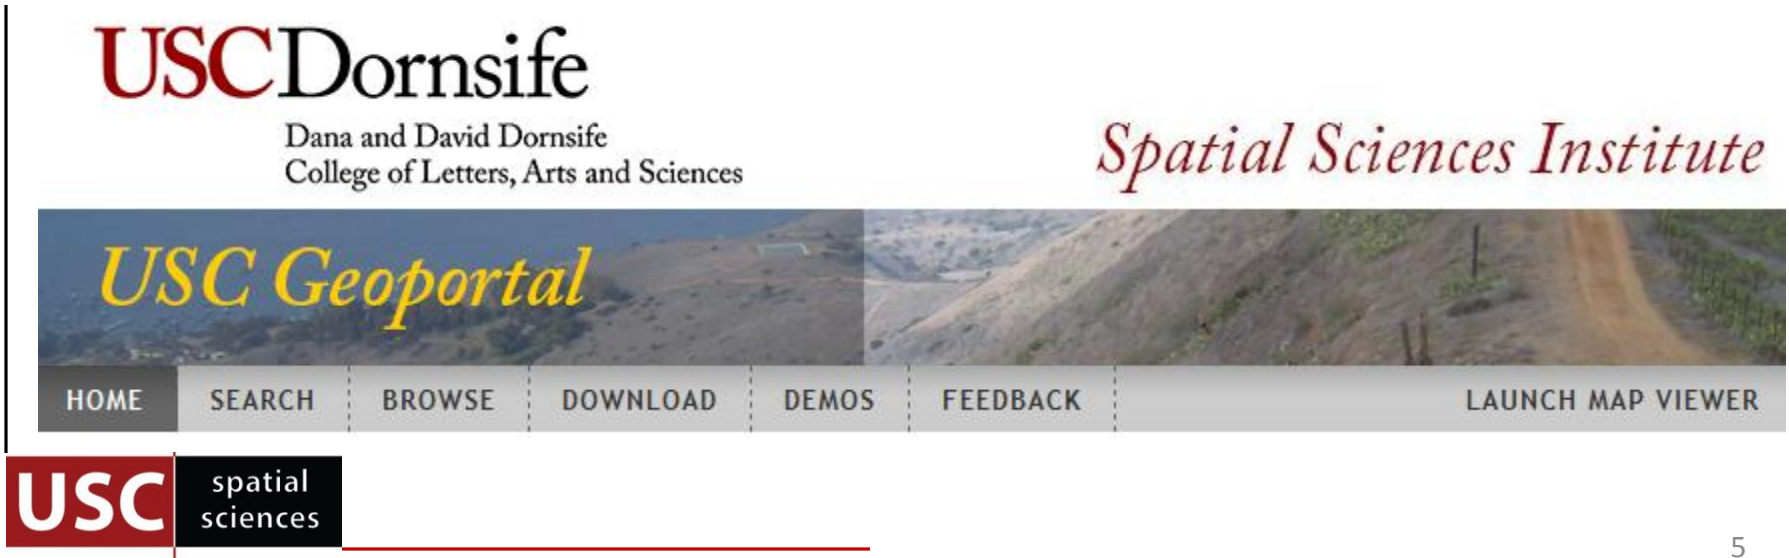 USCDornsife
Dana and David Dornsife
College of Letters, Arts and Sciences
Spatial Sciences Institute
USC Geoportal
HOME SEARCH BROWSE DOWNLOAD DEMOS FEEDBACK LAUNCH MAP VIEWER
USC spatial
sciences
5